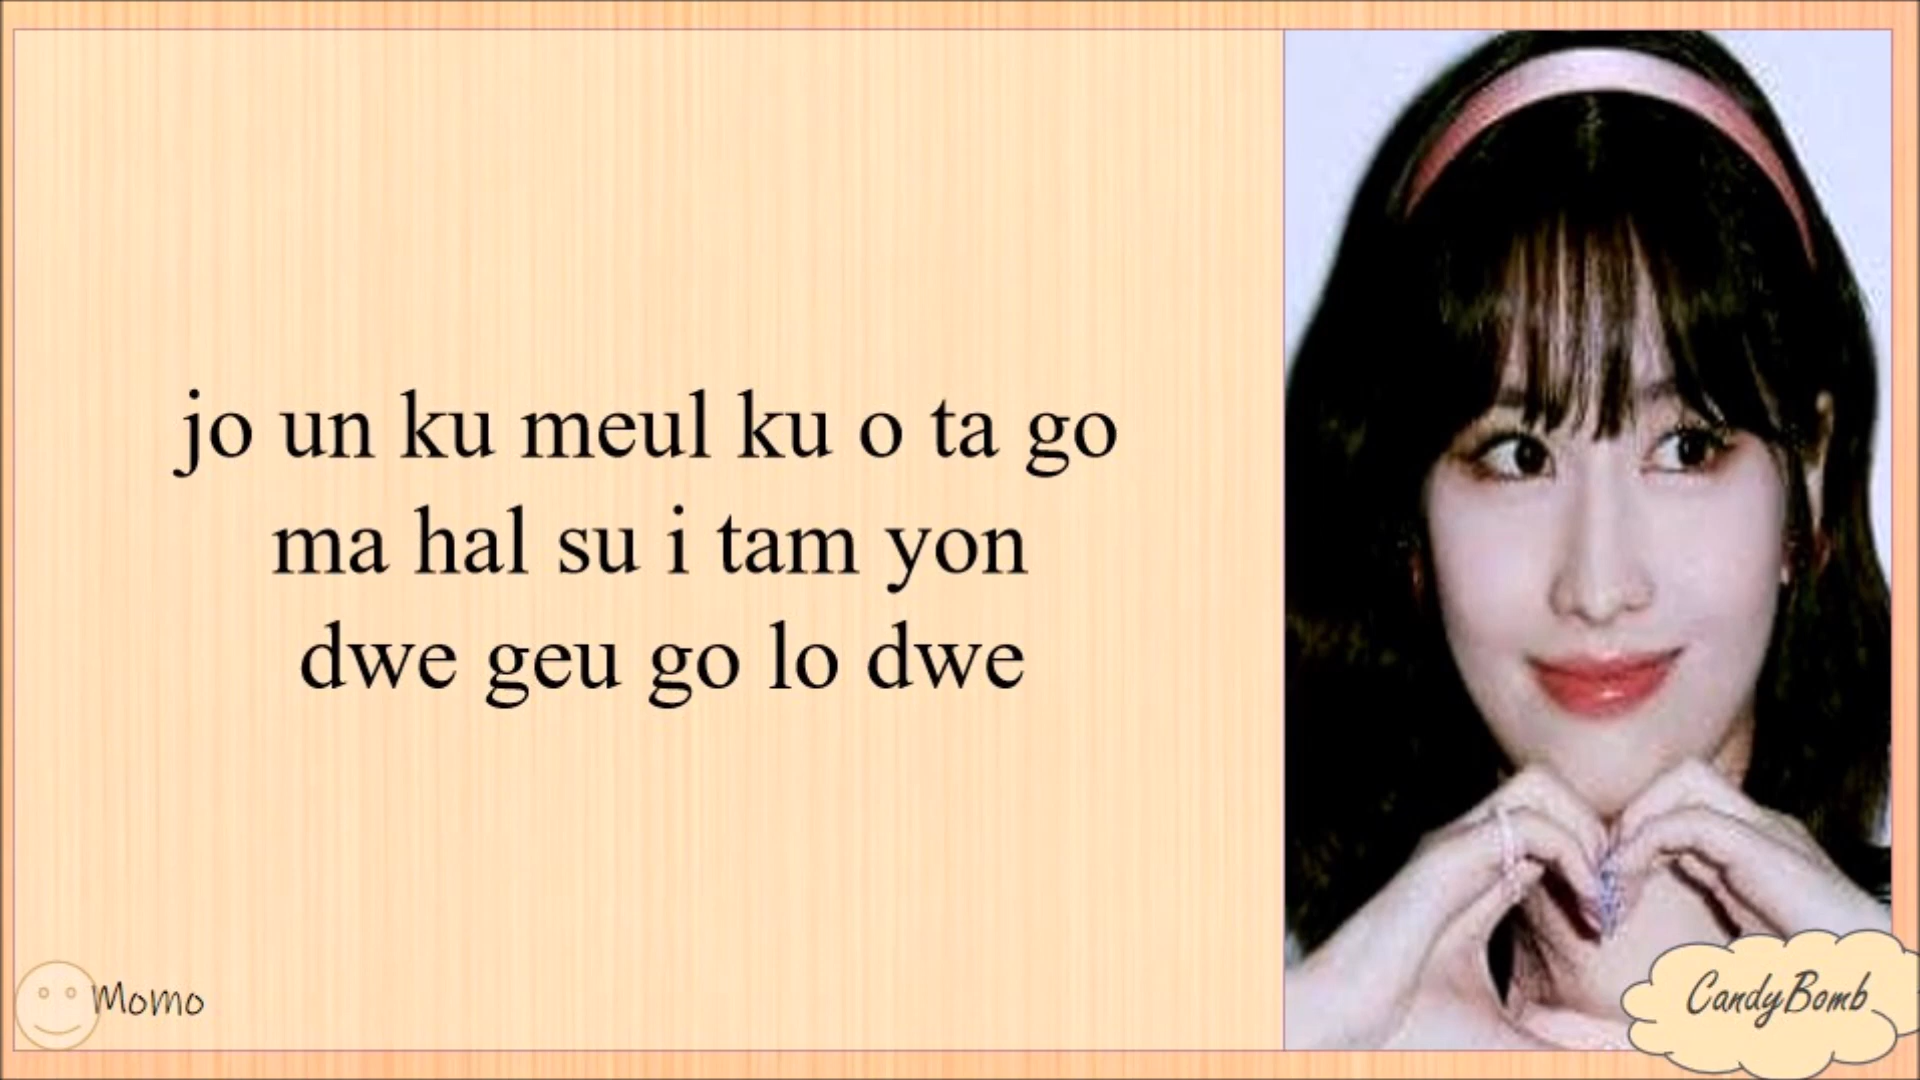 jo un ku meul ku o ta go
ma hal su i tam yon
dwe geu go lo dwe
Momo
CandyBomb